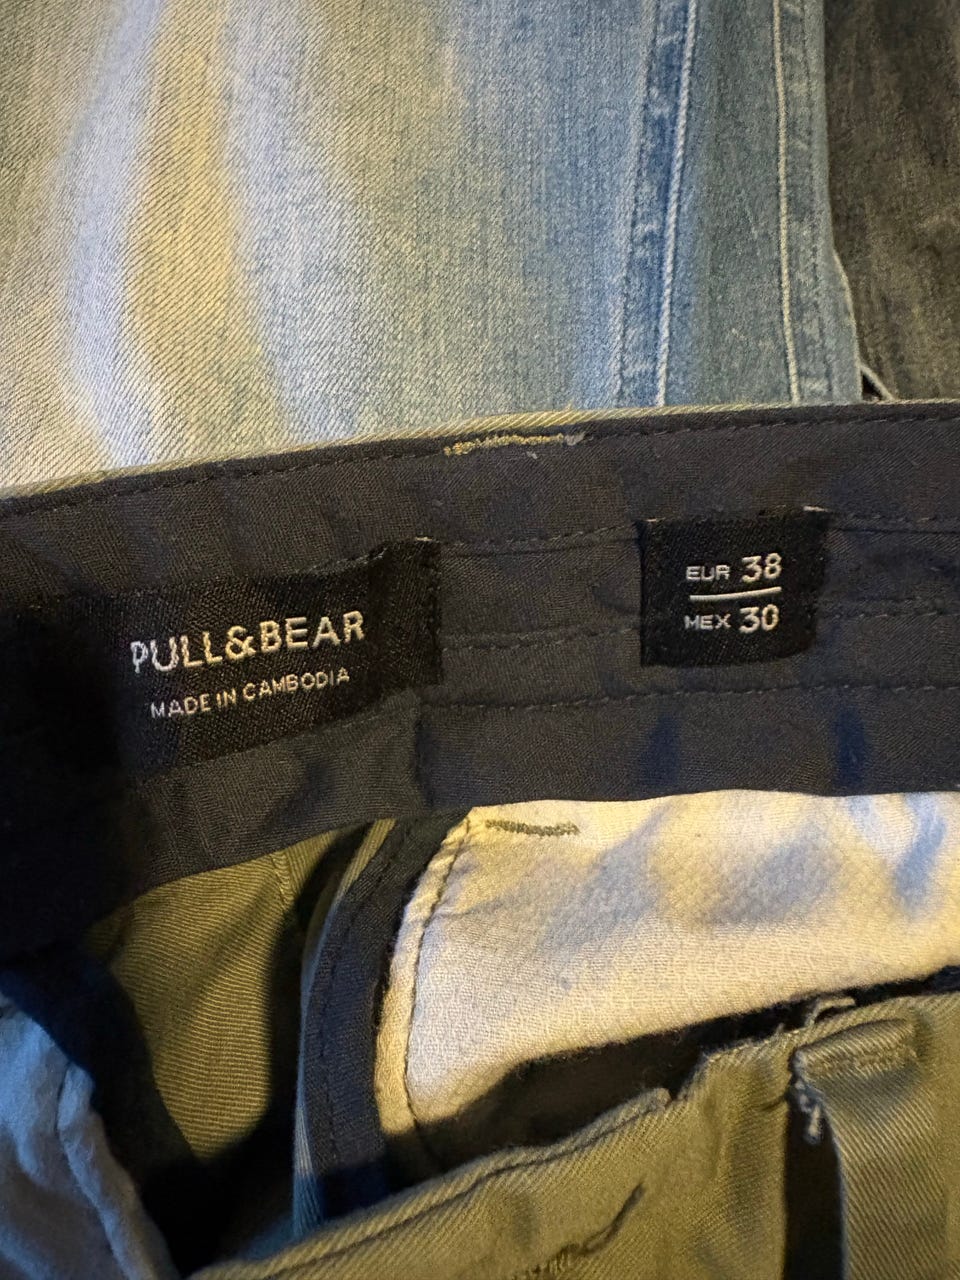 PULL&BEAR
MADE IN CAMBODIA
EUR 38
MEX 30